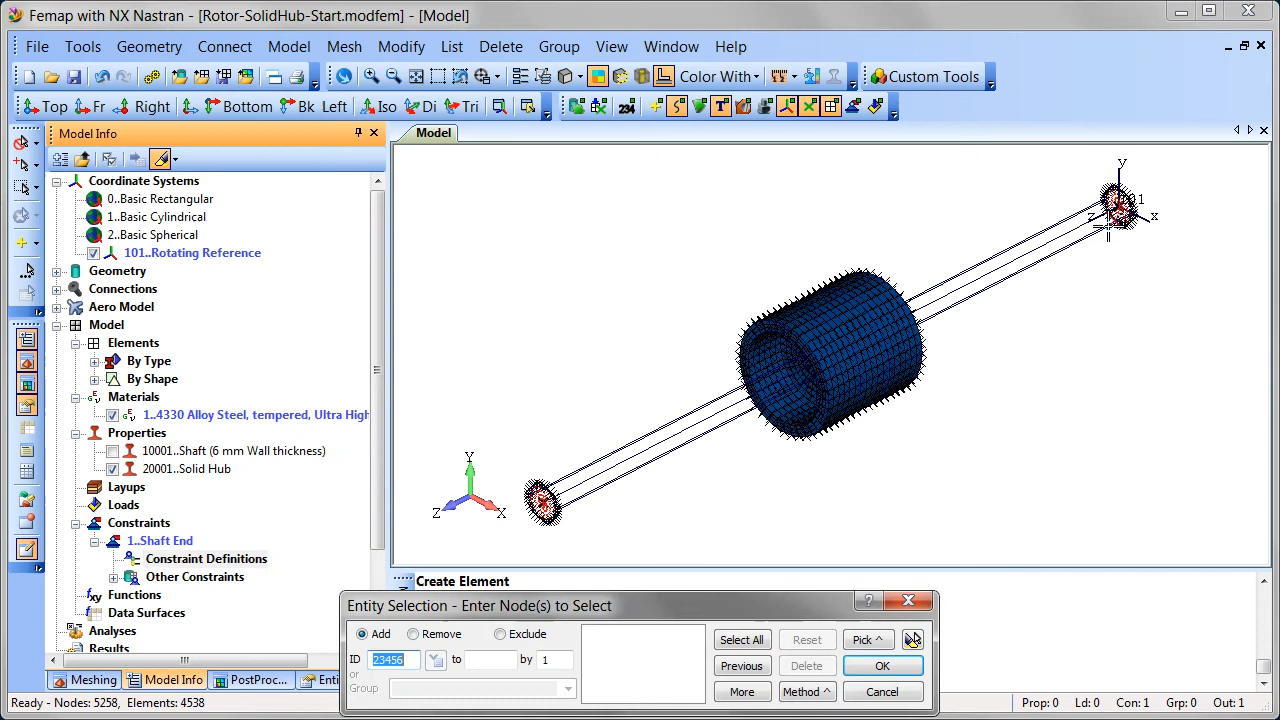 Femap with NX Nastran - [Rotor-SolidHub-Start.modfem] - [Model]
File Tools Geometry Connect Model Mesh Modify List Delete Group View Window Help
Color With Custom Tools
Top Fr Right Bottom Bk Left Iso Di Tri 234
Model Info
Model
Coordinate Systems
0..Basic Rectangular
1..Basic Cylindrical
2..Basic Spherical
101..Rotating Reference
Geometry
Connections
Aero Model
Model
Elements
By Type
By Shape
Materials
1..4330 Alloy Steel, tempered, Ultra High
Properties
10001..Shaft (6 mm Wall thickness)
20001..Solid Hub
Layups
Loads
Constraints
1..Shaft End
Constraint Definitions
Other Constraints
Functions
Data Surfaces
Analyses
Results
Meshing Model Info PostProc... Enti
y
1
z x
Y
Z X
Create Element
Entity Selection - Enter Node(s) to Select
Add Remove Exclude
ID 23456 to by 1
or
Group
Select All Reset Pick ^
Previous Delete OK
More Method ^ Cancel
Ready - Nodes: 5258, Elements: 4538
Prop: 0 Ld: 0 Con: 1 Grp: 0 Out: 1